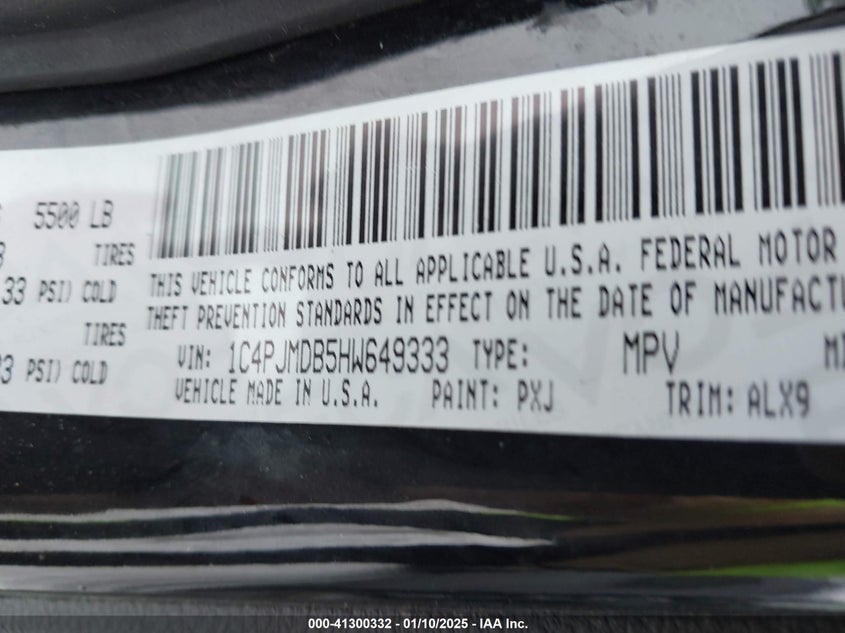 5500 LB
TIRES
33 PSI) COLD
TIRES
PSI) COLD
THIS VEHICLE CONFORMS TO ALL APPLICABLE U.S.A. FEDERAL MOTOR
THEFT PREVENTION STANDARDS IN EFFECT ON THE DATE OF
VIN: 1C4PJMDB5HW649333 TYPE: MPV
VEHICLE MADE IN U.S.A. PAINT: PXJ TRIM: ALX9
000-41300332 - 01/10/2025 - IAA Inc.